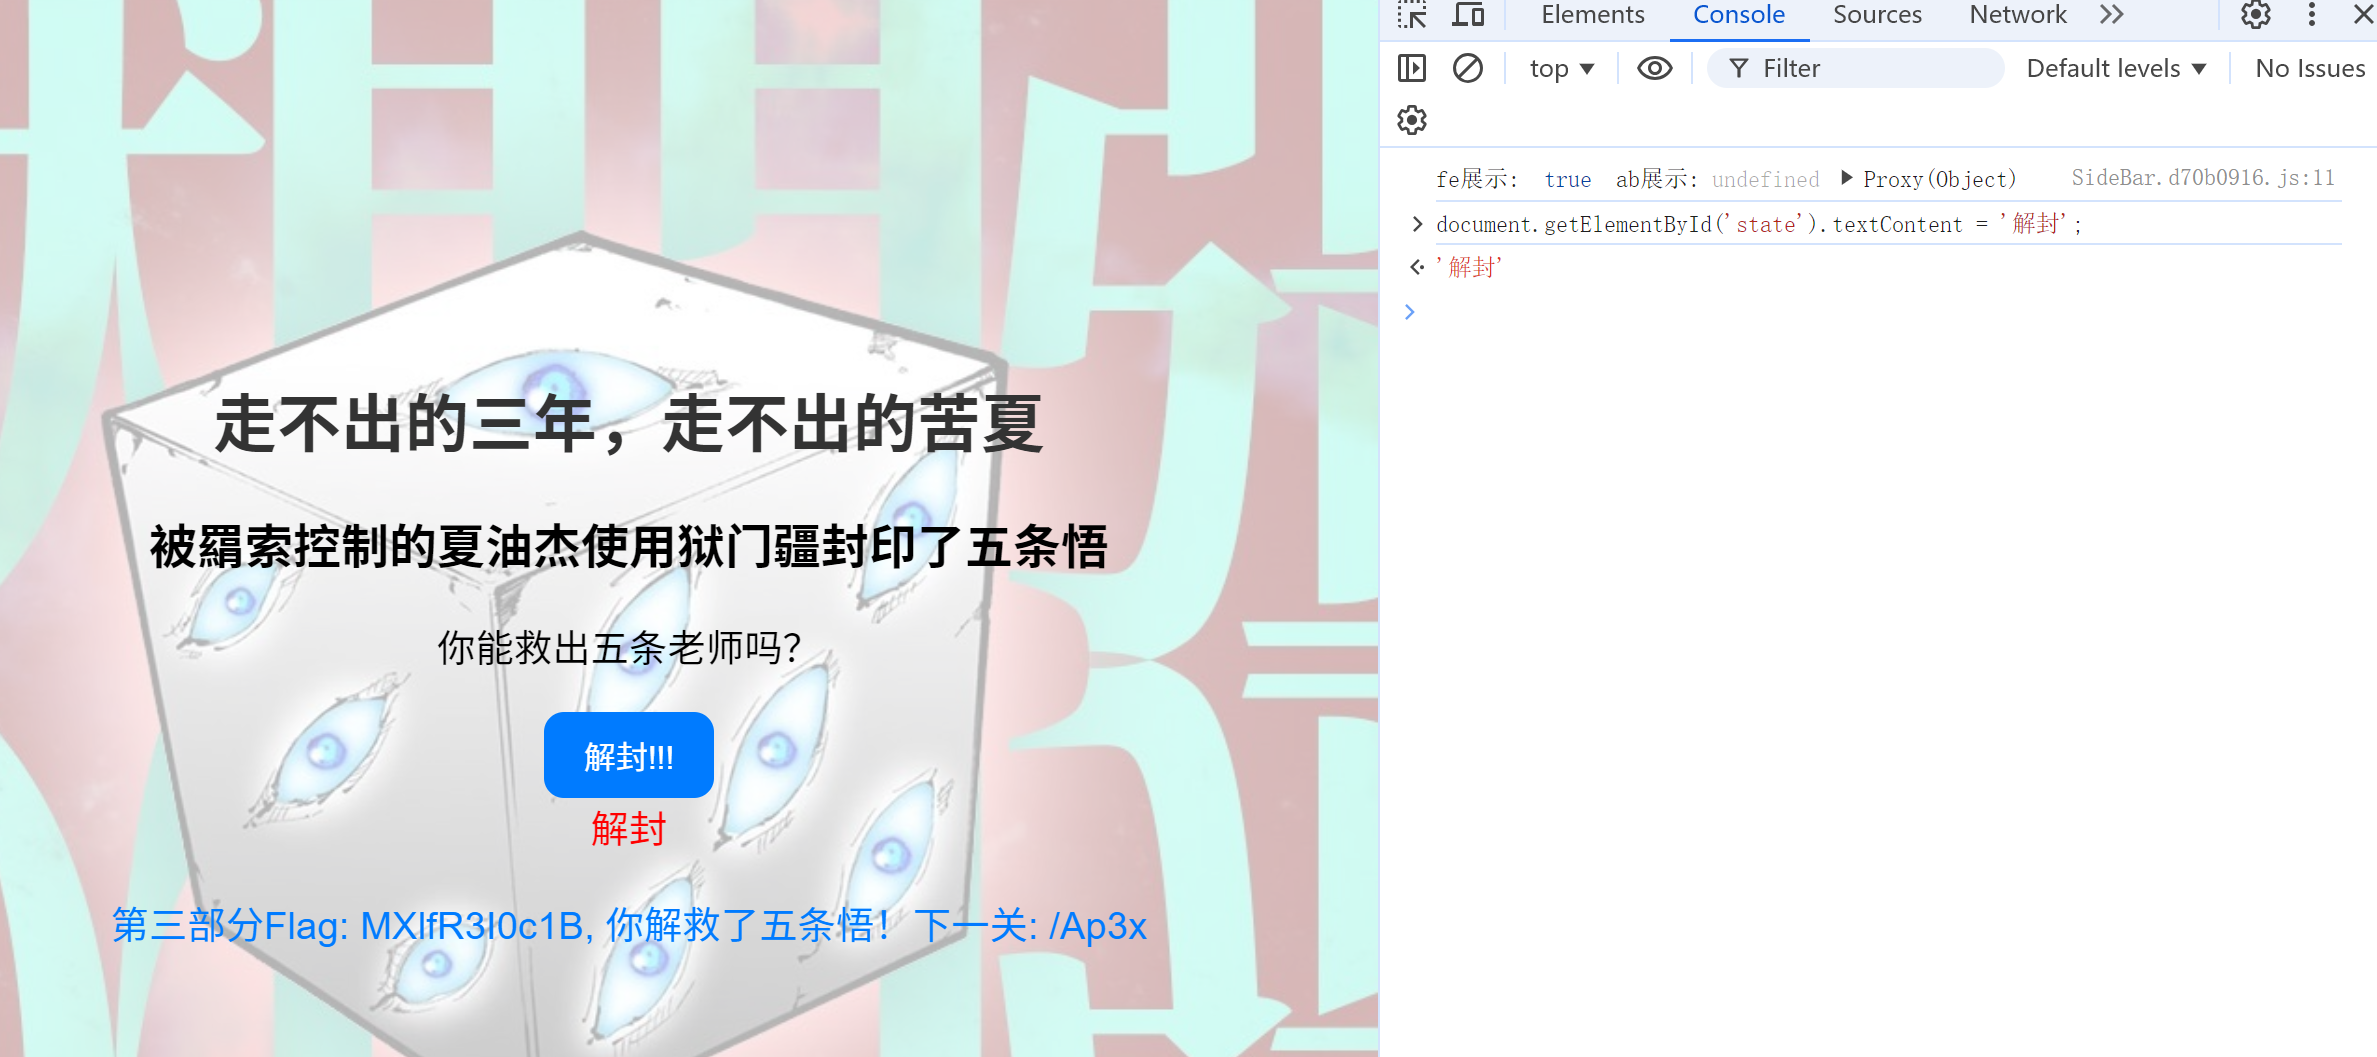 走不出的三年，走不出的苦夏
被羂索控制的夏油杰使用狱门疆封印了五条悟
你能救出五条老师吗？
解封!!!
解封
第三部分Flag: MXlfR3I0c1B, 你解救了五条悟！下一关: /Ap3x
Elements Console Sources Network
top Filter Default levels No Issues
fe展示: true ab展示: undefined Proxy(Object) SideBar.d70b0916.js:11
document.getElementById('state').textContent = '解封';
'解封'